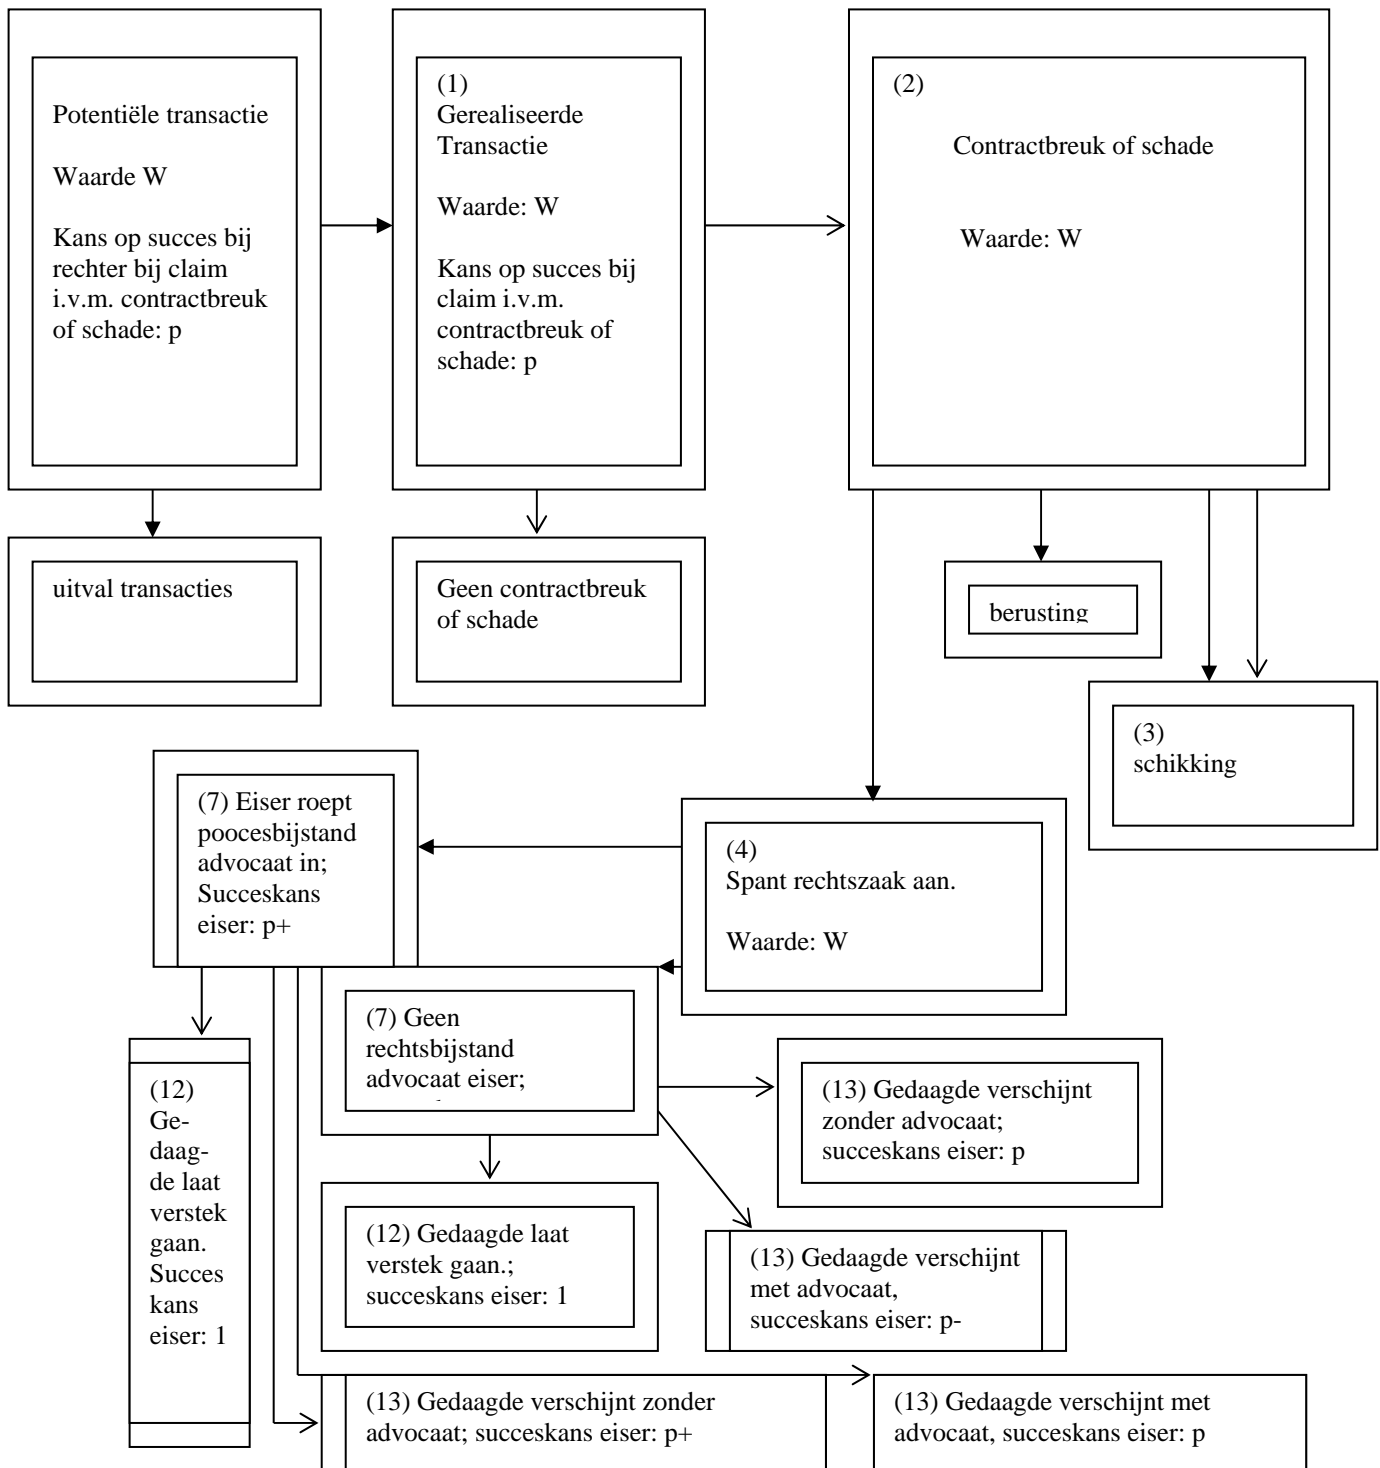 Potentiële transactie
Waarde W
Kans op succes bij
rechter bij claim
i.v.m. contractbreuk
of schade: p
(1)
Gerealiseerde
Transactie
Waarde: W
Kans op succes bij
claim i.v.m.
contractbreuk of
schade: p
(2)
Contractbreuk of schade
Waarde: W
uitval transacties
Geen contractbreuk
of schade
berusting
(3)
schikking
(7) Eiser roept
poocesbijstand
advocaat in;
Succeskans
eiser: p+
(4)
Spant rechtszaak aan.
Waarde: W
(7) Geen
rechtsbijstand
advocaat eiser;
(12)
Ge-
daag-
de laat
verstek
gaan.
Succes
kans
eiser: 1
(13) Gedaagde verschijnt
zonder advocaat;
succeskans eiser: p
(12) Gedaagde laat
verstek gaan.;
succeskans eiser: 1
(13) Gedaagde verschijnt
met advocaat,
succeskans eiser: p-
(13) Gedaagde verschijnt zonder
advocaat; succeskans eiser: p+
(13) Gedaagde verschijnt met
advocaat, succeskans eiser: p